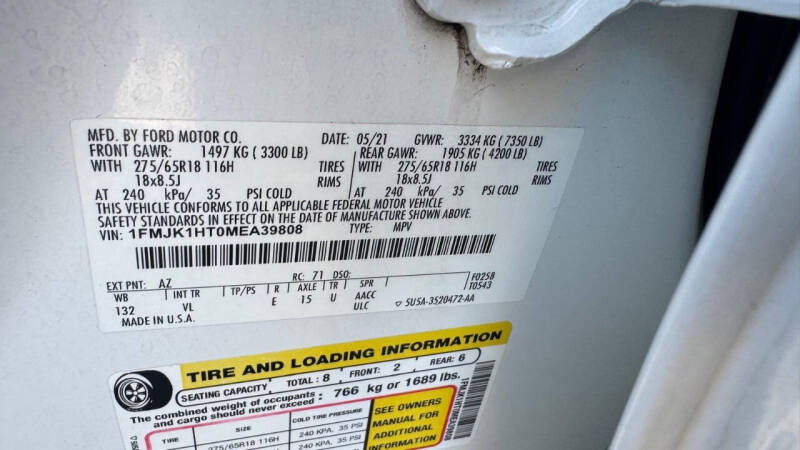 MFD. BY FORD MOTOR CO. DATE: 05/21 GVWR: 3334 KG (7350 LB)
FRONT GAWR: 1497 KG (3300 LB) REAR GAWR: 1905 KG (4200 LB)
WITH 275/65R18 116H TIRES WITH 275/65R18 116H TIRES
18x8.5J RIMS 18x8.5J RIMS
AT 240 kPa/ 35 PSI COLD AT 240 kPa/ 35 PSI COLD
THIS VEHICLE CONFORMS TO ALL APPLICABLE FEDERAL MOTOR VEHICLE
SAFETY STANDARDS IN EFFECT ON THE DATE OF MANUFACTURE SHOWN ABOVE.
VIN: 1FMJK1HT0MEA39808 TYPE: MPV
EXT PNT: AZ RC: 71 DSO: F0258
T0543
WB INT TR TP/PS R AXLE TR SPR
132 VL E 15 U AACC
ULC 5U5A-3520472-AA
MADE IN U.S.A.
TIRE AND LOADING INFORMATION
SEATING CAPACITY TOTAL: 8 FRONT: 2 REAR: 6
The combined weight of occupants and cargo should never exceed : 766 kg or 1689 lbs.
TIRE SIZE COLD TIRE PRESSURE
275/65R18 116H 240 KPA, 35 PSI
240 KPA, 35 PSI
SEE OWNERS
MANUAL FOR
ADDITIONAL
INFORMATION